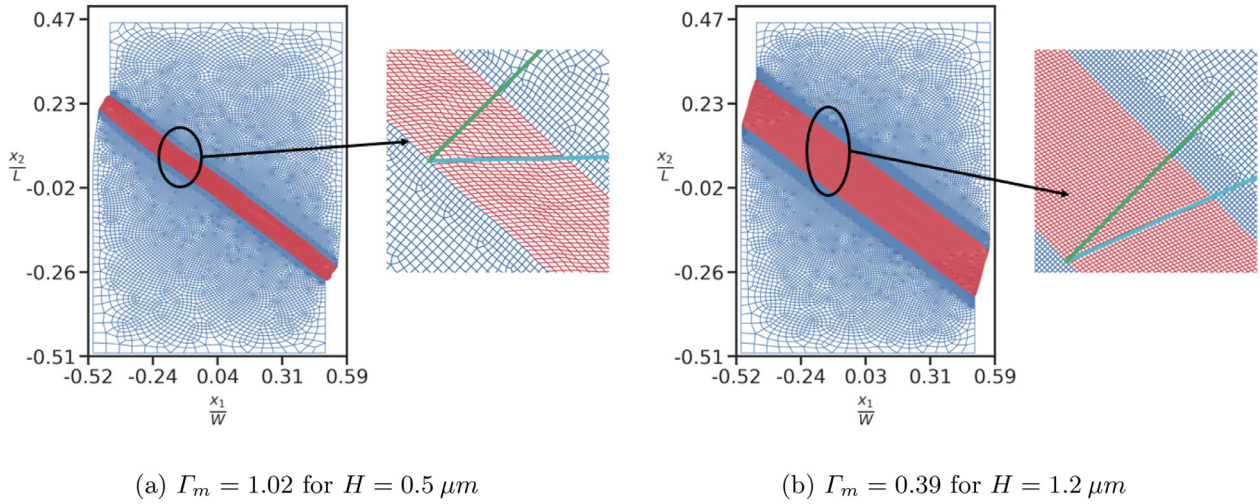 0.47
0.23
x₂/L
-0.02
-0.26
-0.51
-0.52 -0.24 0.04 0.31 0.59
x₁/W
0.47
0.23
x₂/L
-0.02
-0.26
-0.51
-0.52 -0.24 0.03 0.31 0.59
x₁/W
(a) Γₘ = 1.02 for H = 0.5 μm
(b) Γₘ = 0.39 for H = 1.2 μm